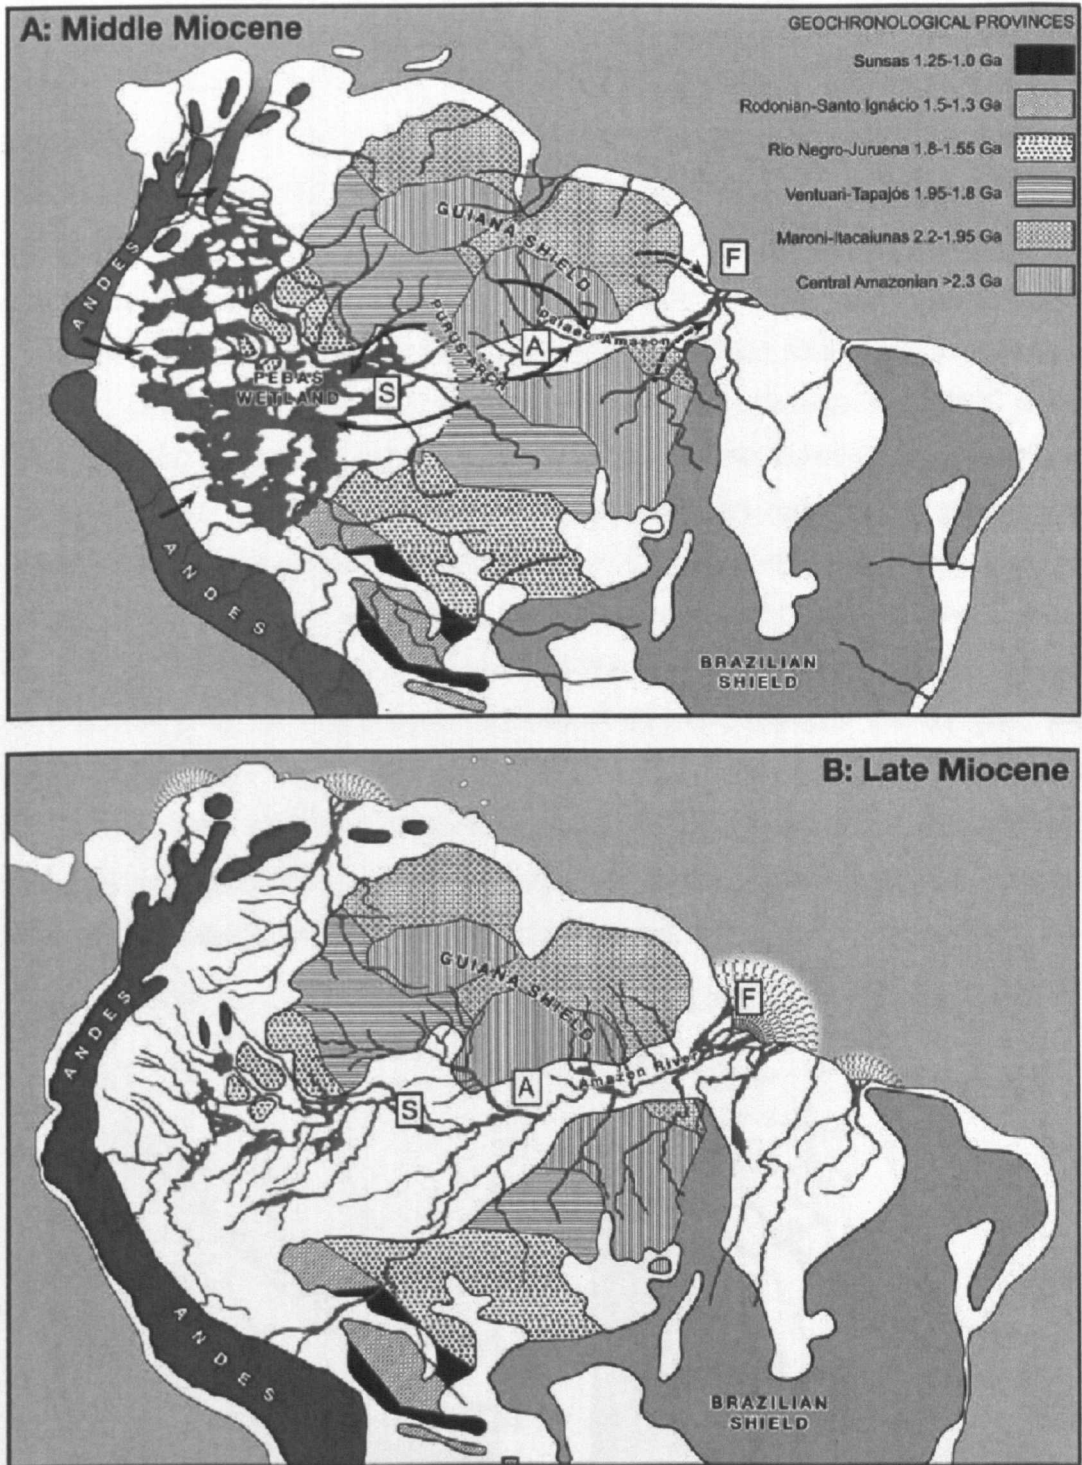 A: Middle Miocene
GEOCHRONOLOGICAL PROVINCES
Sunsas 1.25-1.0 Ga
Rodonian-Santo Ignácio 1.5-1.3 Ga
Rio Negro-Juruena 1.8-1.55 Ga
Ventuari-Tapajós 1.95-1.8 Ga
Maroni-Itacaiunas 2.2-1.95 Ga
Central Amazonian >2.3 Ga
GUIANA SHIELD
F
ANDES
PURUS ARCH
Palaeo-Amazon
A
PEBAS
WETLAND
S
ANDES
BRAZILIAN
SHIELD
B: Late Miocene
GUIANA SHIELD
F
ANDES
Amazon River
A
S
ANDES
BRAZILIAN
SHIELD